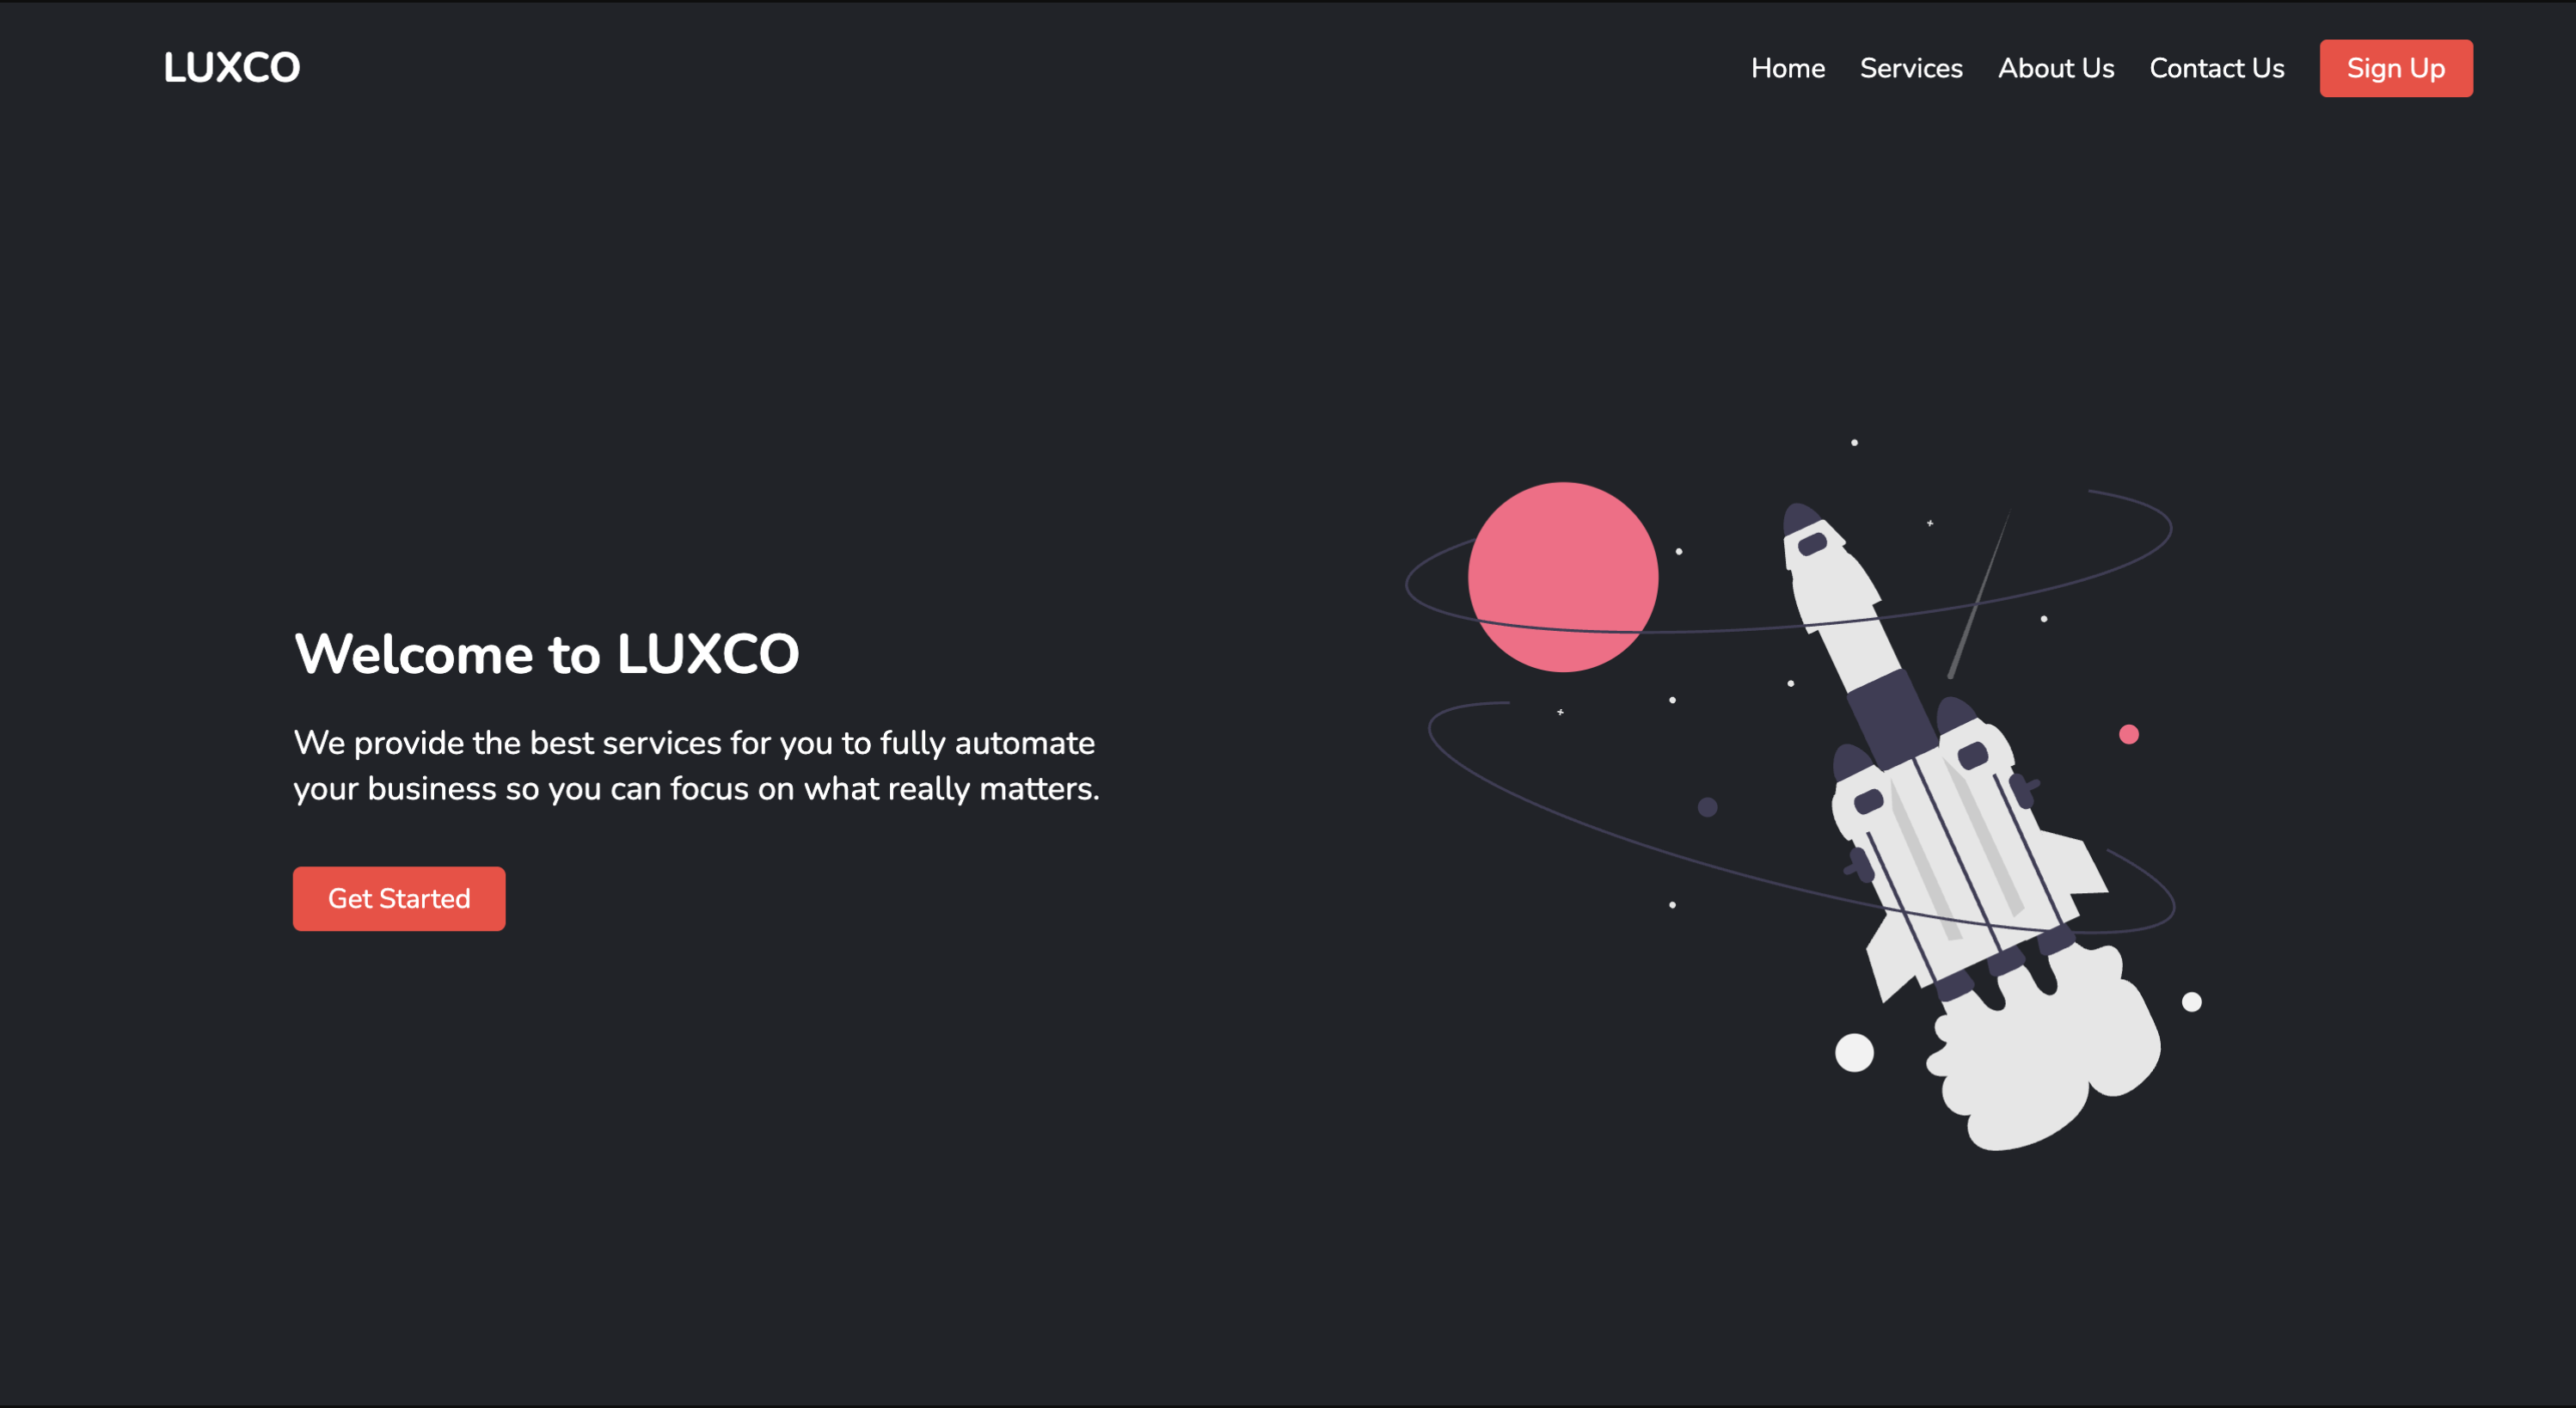 LUXCO
Home Services About Us Contact Us Sign Up
Welcome to LUXCO
We provide the best services for you to fully automate
your business so you can focus on what really matters.
Get Started